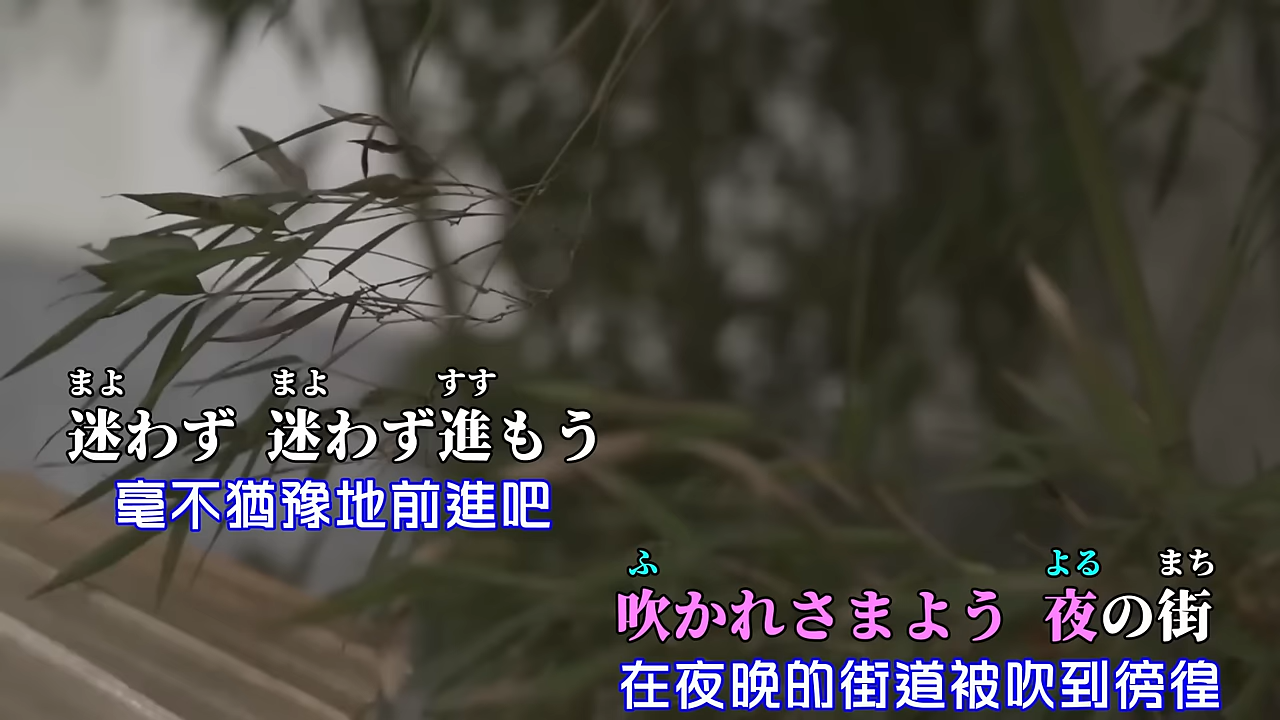 まよ まよ すす
迷わず 迷わず進もう
毫不猶豫地前進吧
ふ よる まち
吹かれさまよう 夜の街
在夜晚的街道被吹到徬徨